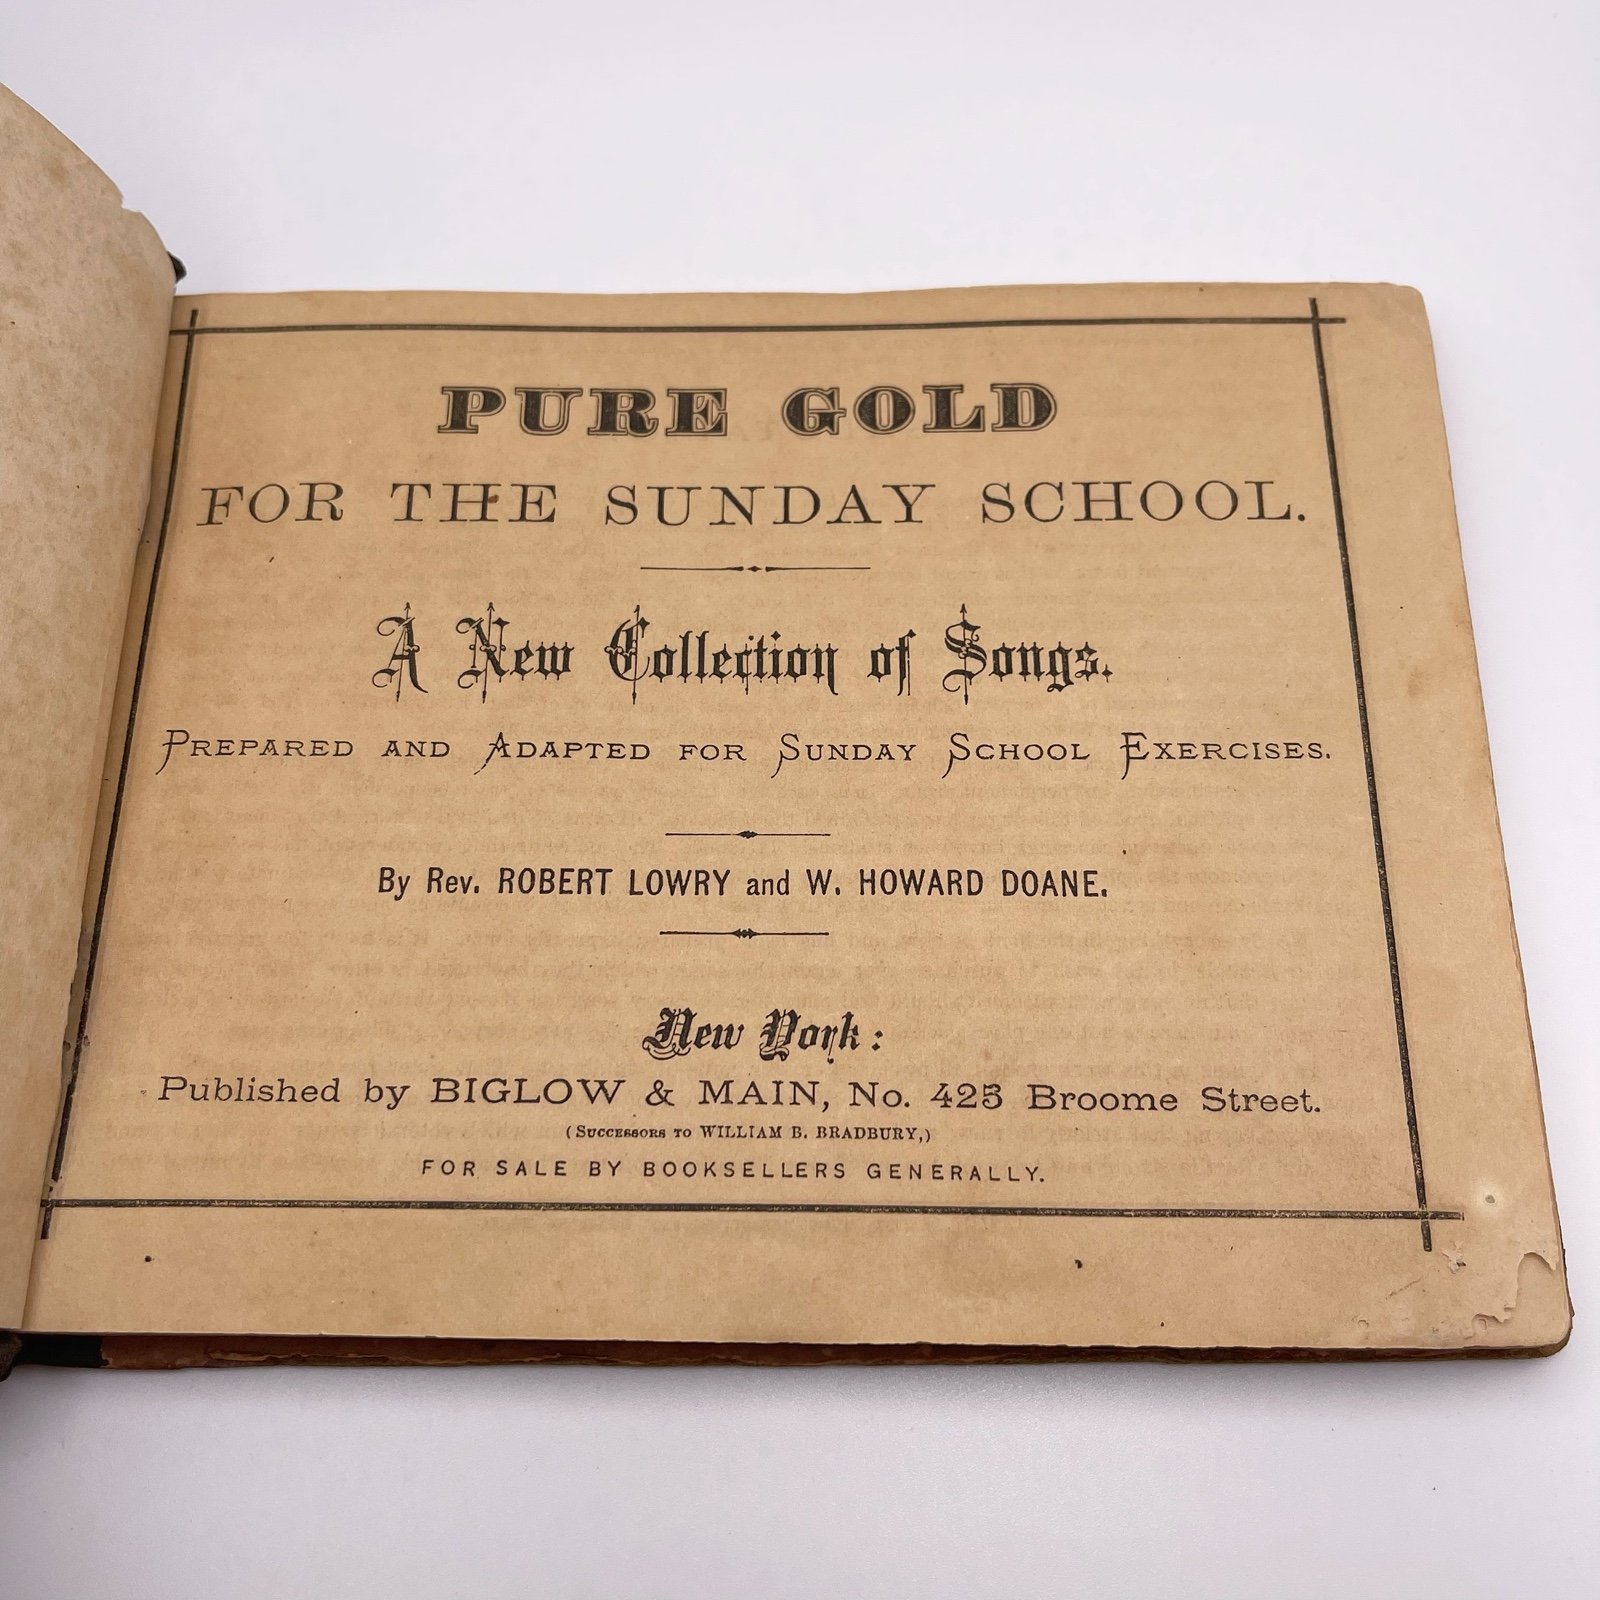 PURE GOLD
FOR THE SUNDAY SCHOOL.
A New Collection of Songs.
PREPARED AND ADAPTED FOR SUNDAY SCHOOL EXERCISES.
By Rev. ROBERT LOWRY and W. HOWARD DOANE.
New York:
Published by BIGLOW & MAIN, No. 425 Broome Street.
(SUCCESSORS TO WILLIAM B. BRADBURY,)
FOR SALE BY BOOKSELLERS GENERALLY.